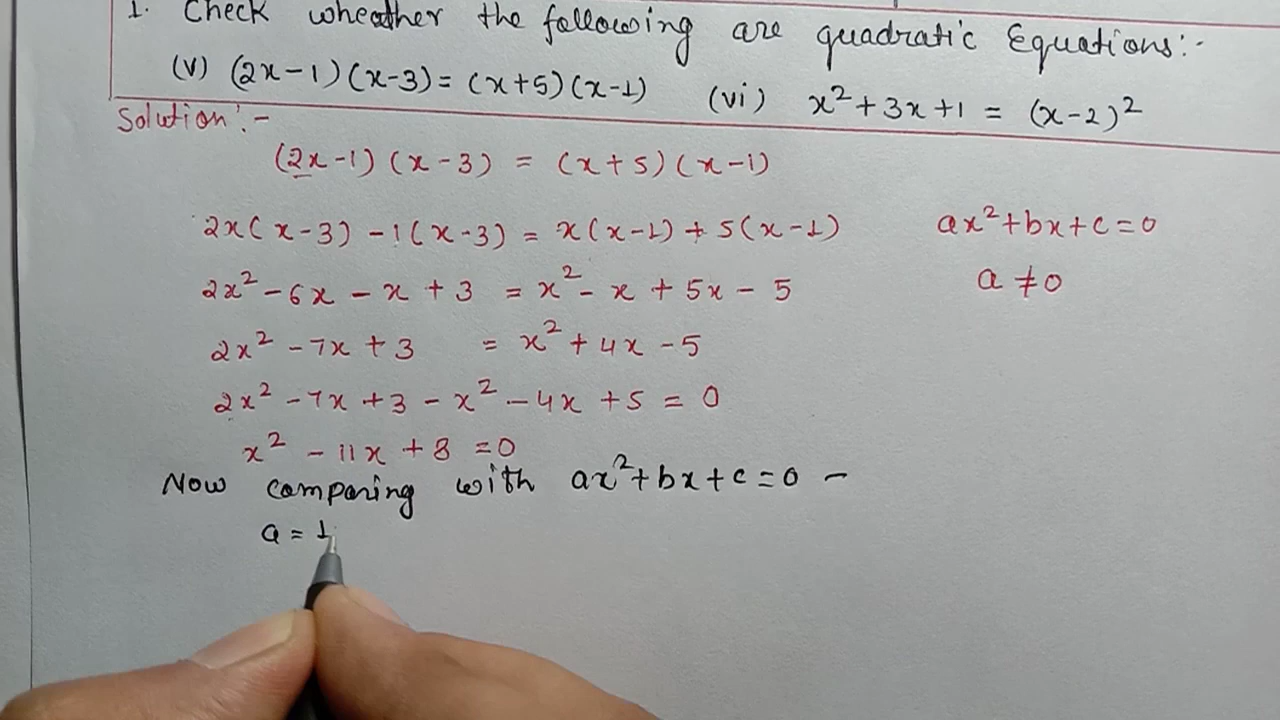 1. Check wheather the following are quadratic Equations:-
(v) (2x-1)(x-3)=(x+5)(x-1) (vi) x²+3x+1 = (x-2)²
Solution:-
(2x-1)(x-3) = (x+5)(x-1)
2x(x-3)-1(x-3) = x(x-1)+5(x-1) ax²+bx+c=0
2x²-6x-x+3 = x²-x+5x-5 a≠0
2x²-7x+3 = x²+4x-5
2x²-7x+3-x²-4x+5=0
x²-11x+8=0
Now comparing with ax²+bx+c=0 -
a=1